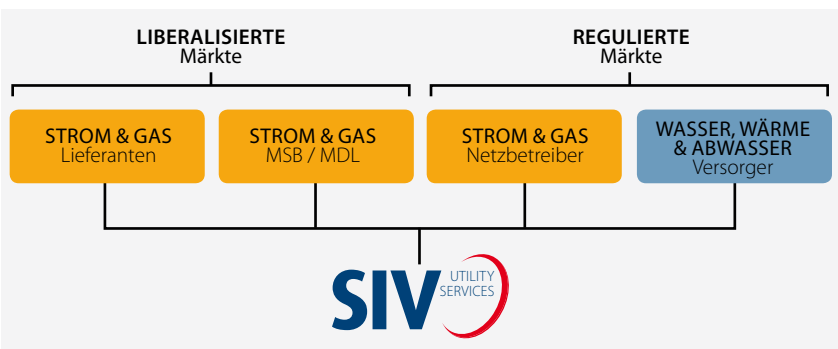 LIBERALISIERTE
Märkte
REGULIERTE
Märkte
STROM & GAS
Lieferanten
STROM & GAS
MSB / MDL
STROM & GAS
Netzbetreiber
WASSER, WÄRME
& ABWASSER
Versorger
SIV
UTILITY
SERVICES